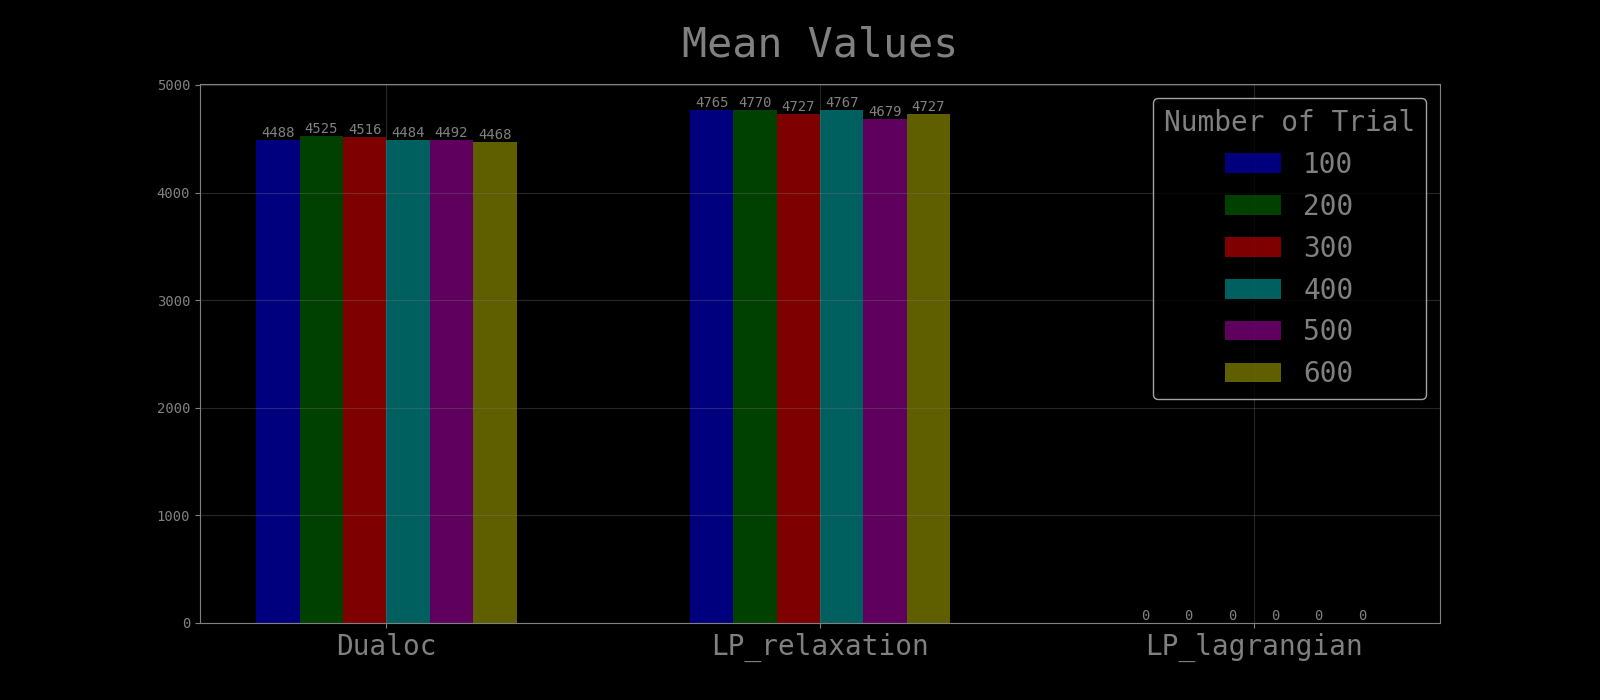 Mean Values
5000
4000
3000
2000
1000
0
4488 4525 4516 4484 4492 4468
4765 4770 4727 4767 4679 4727
0 0 0 0 0 0
Number of Trial
100
200
300
400
500
600
Dualoc LP_relaxation LP_lagrangian